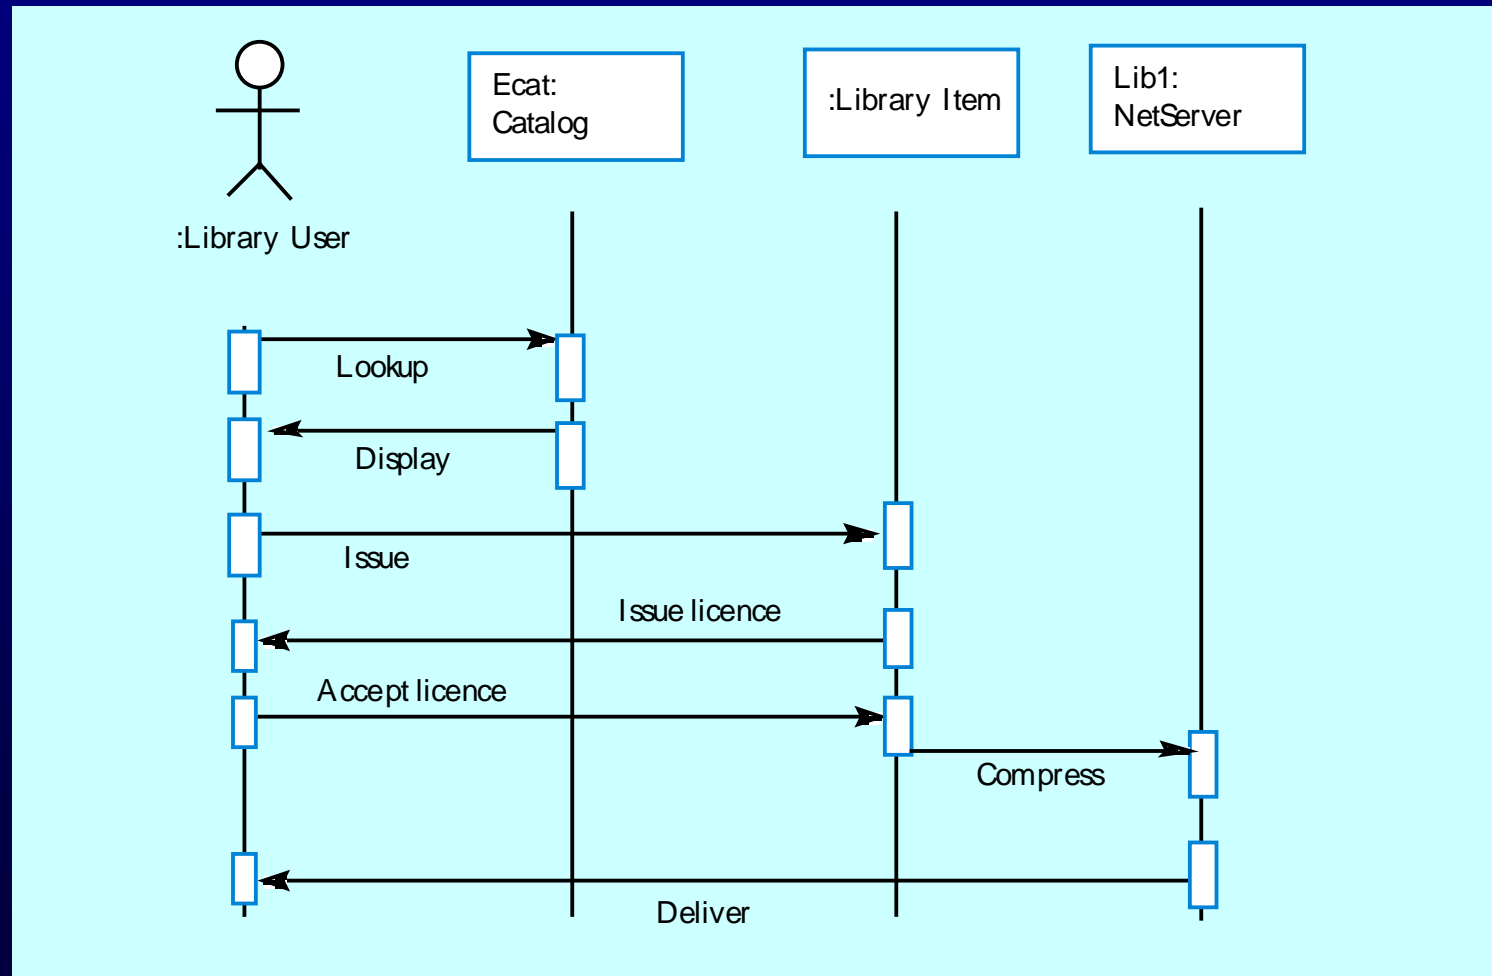 Ecat:
Catalog
:Library Item
Lib1:
NetServer
:Library User
Lookup
Display
Issue
Issue licence
Accept licence
Compress
Deliver